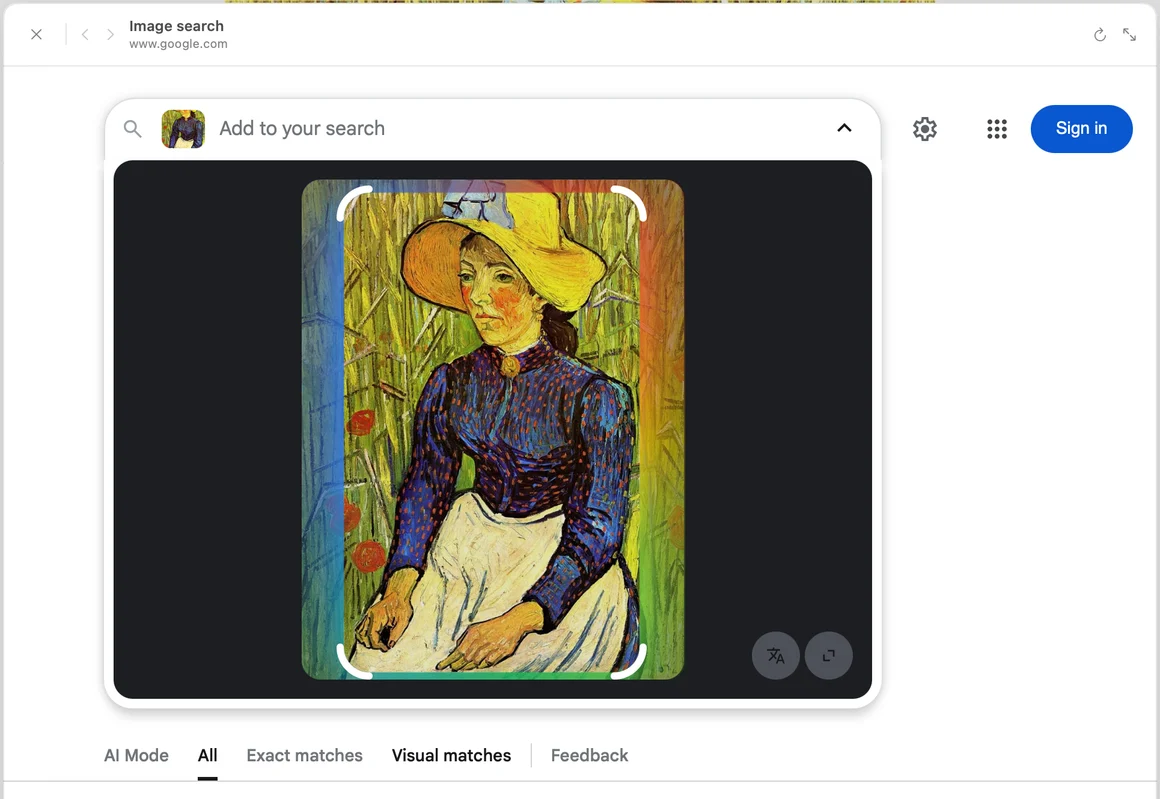 Image search
www.google.com
Add to your search
Sign in
AI Mode All Exact matches Visual matches Feedback